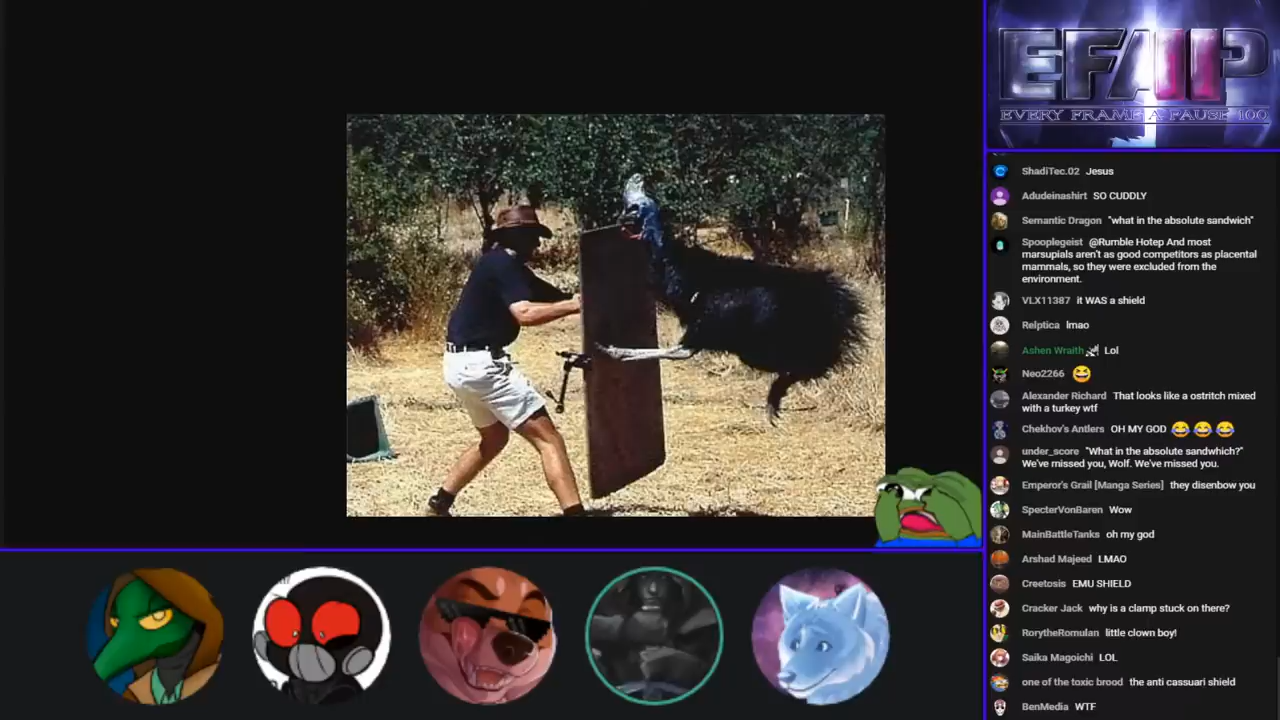 EFAP
EVERY FRAME A PAUSE 100
ShadiTec.02 Jesus
Adudeinashirt SO CUDDLY
Semantic Dragon "what in the absolute sandwich"
Spooplegeist @Rumble Hotep And most
marsupials aren't as good competitors as placental
mammals, so they were excluded from the
environment.
VLX11387 it WAS a shield
Relptica lmao
Ashen Wraith Lol
Neo2266
Alexander Richard That looks like a ostritch mixed
with a turkey wtf
Chekhov's Antlers OH MY GOD
under_score "What in the absolute sandwhich?"
We've missed you, Wolf. We've missed you.
Emperor's Grail [Manga Series] they disenbow you
SpecterVonBaren Wow
MainBattleTanks oh my god
Arshad Majeed LMAO
Creetosis EMU SHIELD
Cracker Jack why is a clamp stuck on there?
RorytheRomulan little clown boy!
Saika Magoichi LOL
one of the toxic brood the anti cassuari shield
BenMedia WTF